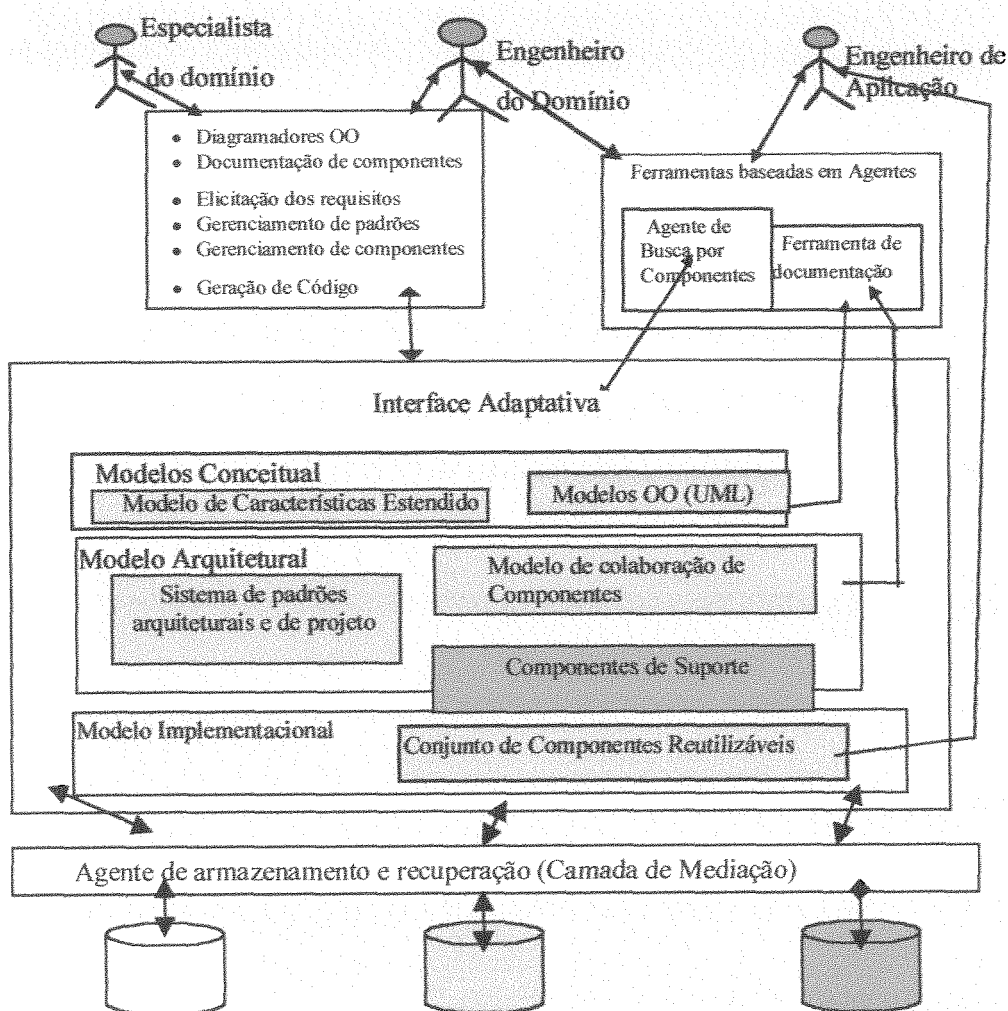 Especialista
do domínio
Engenheiro
do Domínio
Engenheiro de
Aplicação
• Diagramadores OO
• Documentação de componentes
• Elicitação dos requisitos
• Gerenciamento de padrões
• Gerenciamento de componentes
• Geração de Código
Ferramentas baseadas em Agentes
Agente de
Busca por
Componentes
Ferramenta de
documentação
Interface Adaptativa
Modelos Conceitual
Modelo de Características Estendido
Modelos OO (UML)
Modelo Arquitetural
Sistema de padrões
arquiteturais e de projeto
Modelo de colaboração de
Componentes
Componentes de Suporte
Modelo Implementacional
Conjunto de Componentes Reutilizáveis
Agente de armazenamento e recuperação (Camada de Mediação)